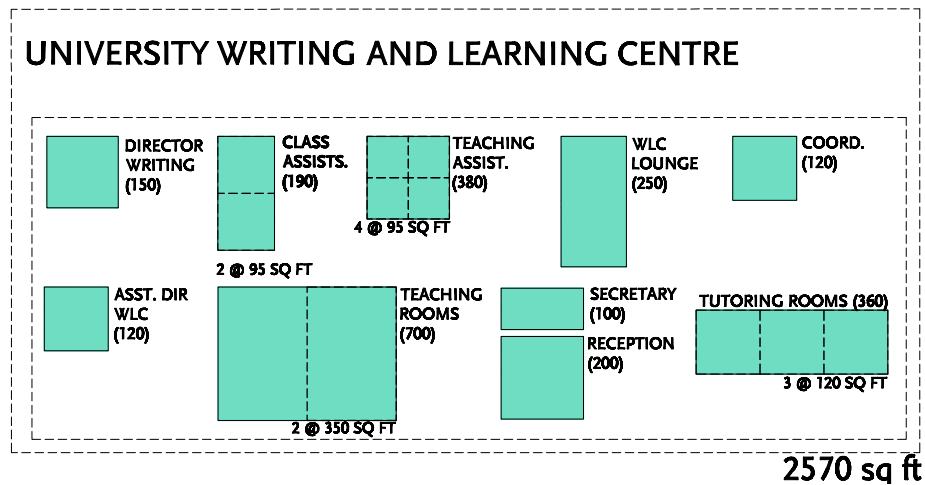 UNIVERSITY WRITING AND LEARNING CENTRE
DIRECTOR
WRITING
(150)
CLASS
ASSISTS.
(190)
2 @ 95 SQ FT
TEACHING
ASSIST.
(380)
4 @ 95 SQ FT
WLC
LOUNGE
(250)
COORD.
(120)
ASST. DIR
WLC
(120)
TEACHING
ROOMS
(700)
2 @ 350 SQ FT
SECRETARY
(100)
RECEPTION
(200)
TUTORING ROOMS (360)
3 @ 120 SQ FT
2570 sq ft